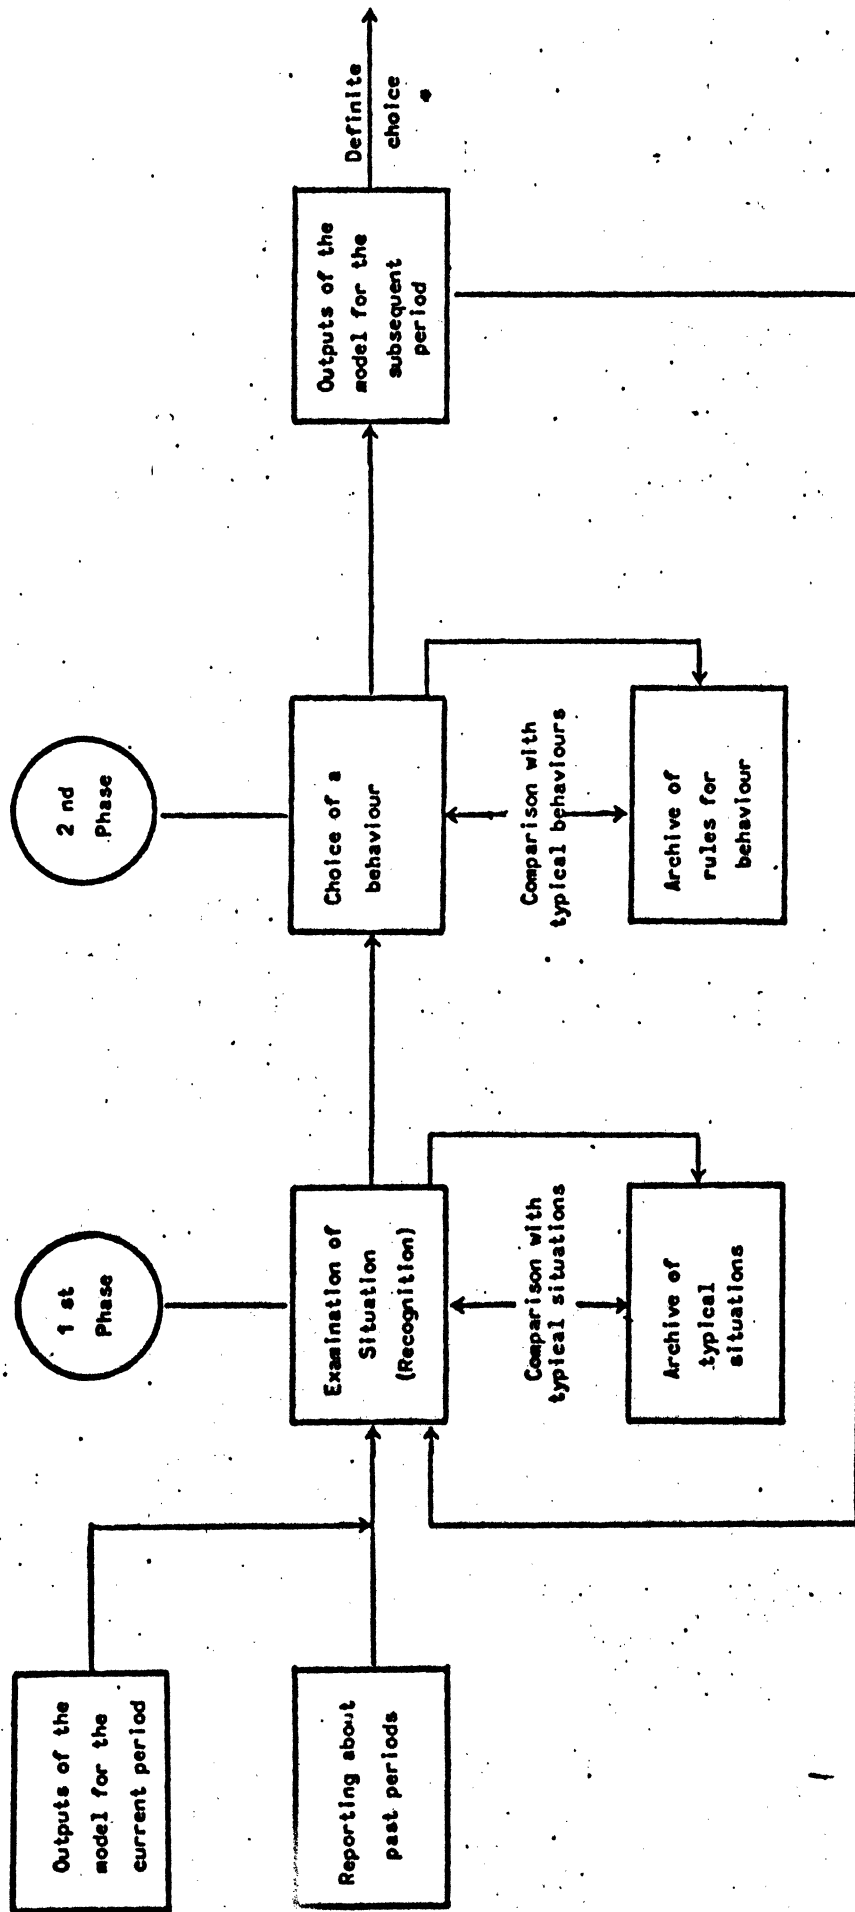 Outputs of the
model for the
current period
Reporting about
past periods
1 st
Phase
Examination of
Situation
(Recognition)
Comparison with
typical situations
Archive of
typical
situations
2 nd
Phase
Choice of a
behaviour
Comparison with
typical behaviours
Archive of
rules for
behaviour
Outputs of the
model for the
subsequent
period
Definite
choice